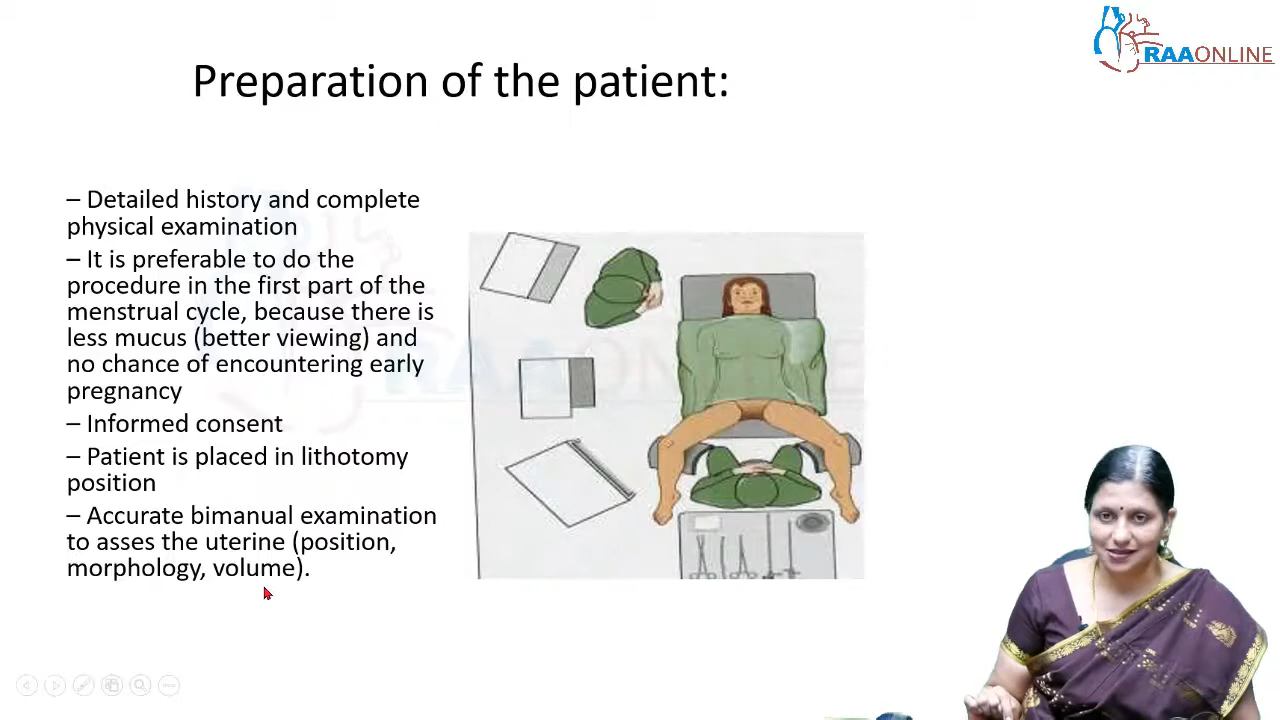 RAAONLINE
Preparation of the patient:
– Detailed history and complete
physical examination
– It is preferable to do the
procedure in the first part of the
menstrual cycle, because there is
less mucus (better viewing) and
no chance of encountering early
pregnancy
– Informed consent
– Patient is placed in lithotomy
position
– Accurate bimanual examination
to asses the uterine (position,
morphology, volume).
RAAONLINE